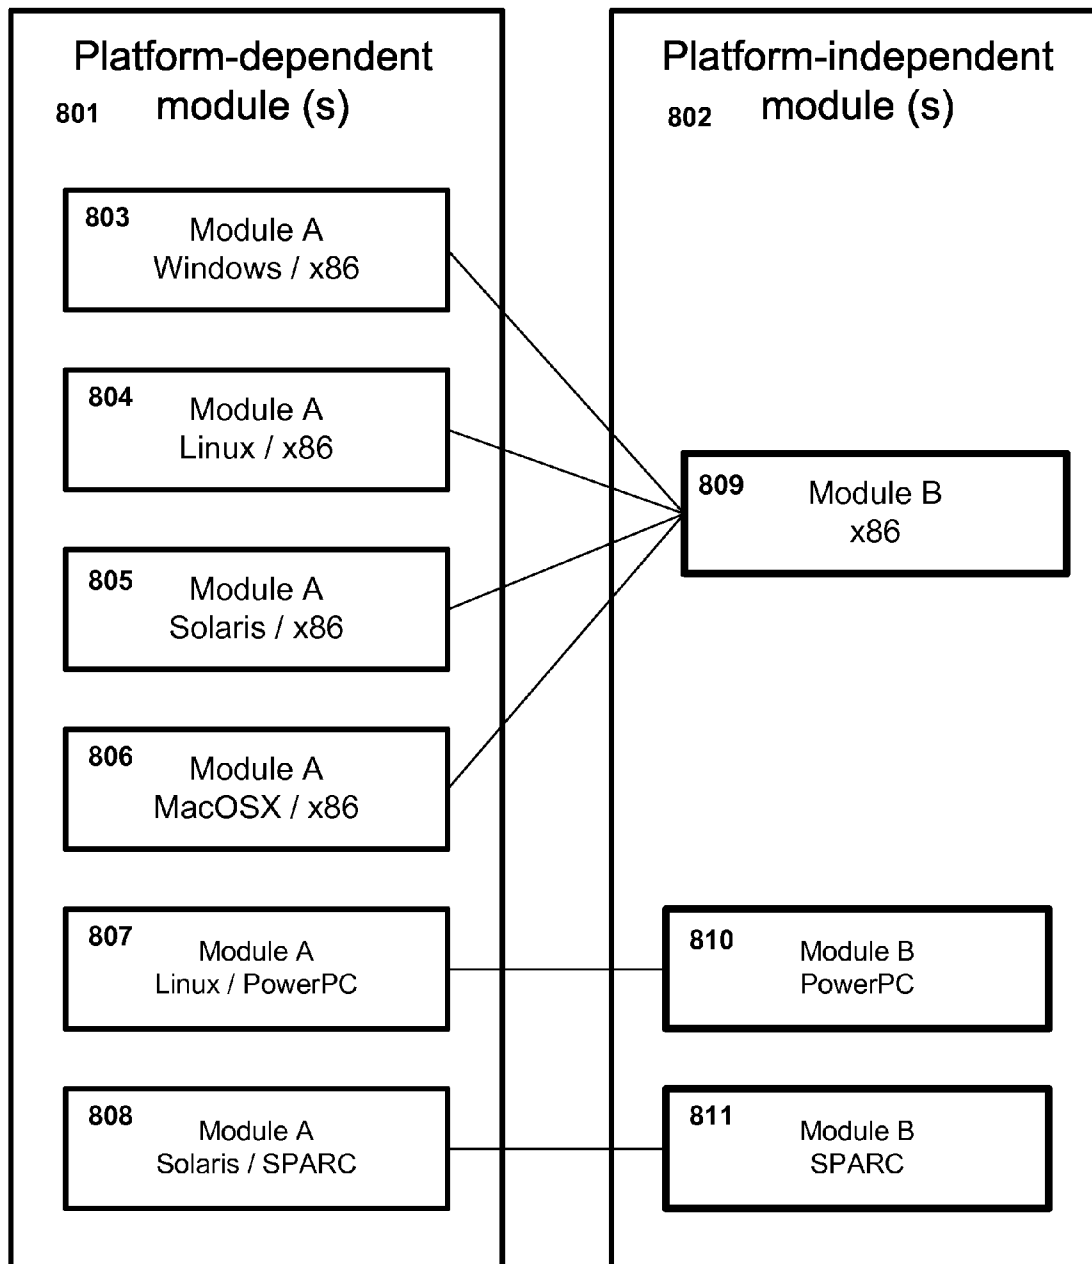 Platform-dependent
801 module (s)
803 Module A
Windows / x86
804 Module A
Linux / x86
805 Module A
Solaris / x86
806 Module A
MacOSX / x86
807 Module A
Linux / PowerPC
808 Module A
Solaris / SPARC
Platform-independent
802 module (s)
809 Module B
x86
810 Module B
PowerPC
811 Module B
SPARC